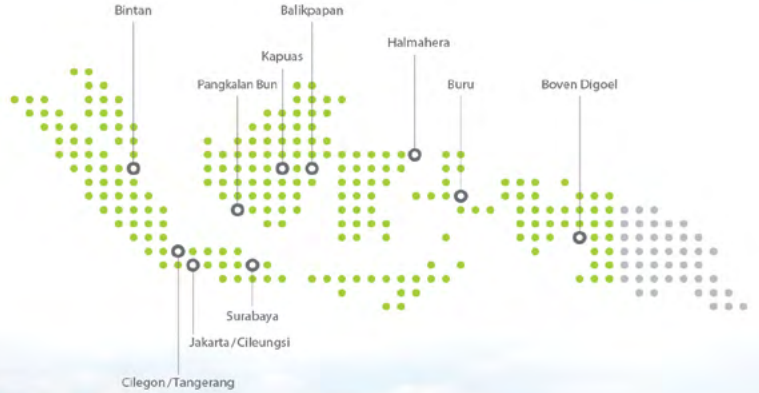 Bintan
Balikpapan
Halmahera
Kapuas
Pangkalan Bun
Buru
Boven Digoel
Surabaya
Jakarta/Cileungsi
Cilegon/Tangerang